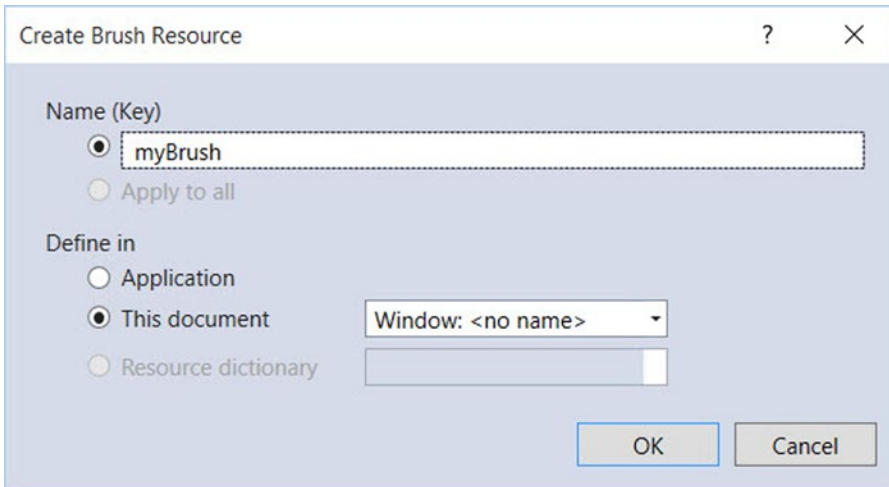 Create Brush Resource ?
Name (Key)
myBrush
Apply to all
Define in
Application
This document Window: <no name>
Resource dictionary
OK Cancel